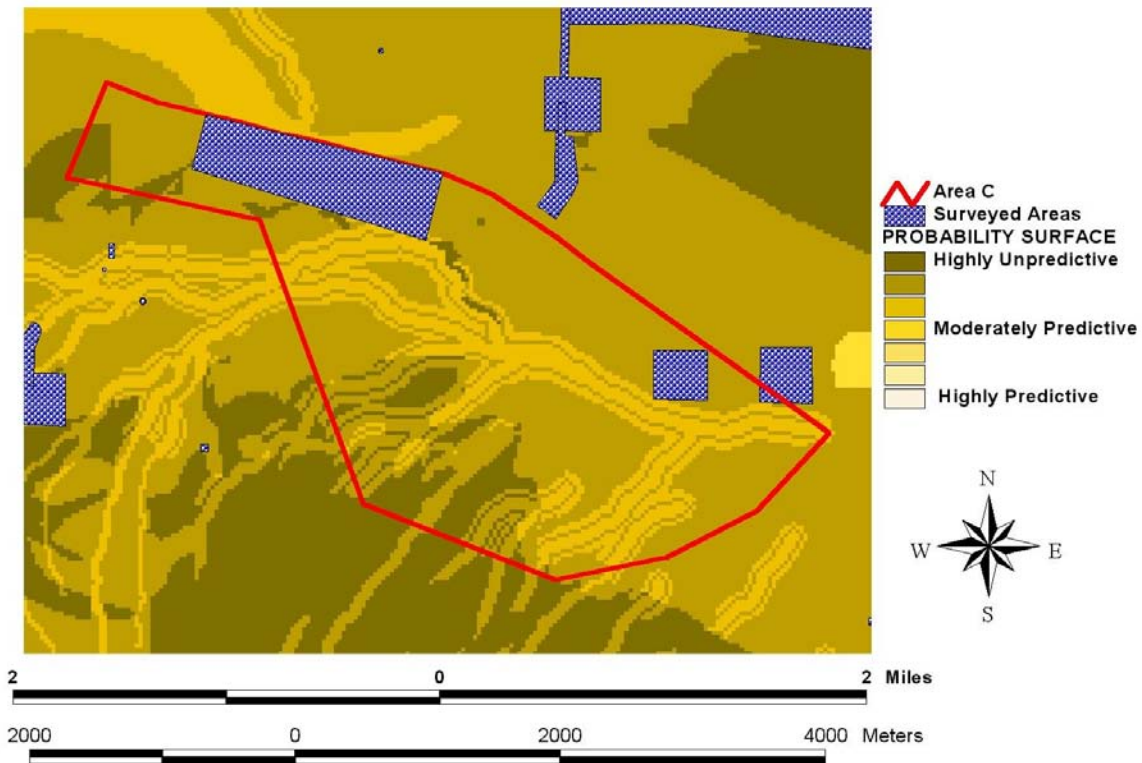 Area C
Surveyed Areas
PROBABILITY SURFACE
Highly Unpredictive
Moderately Predictive
Highly Predictive
N
W E
S
2 0 2 Miles
2000 0 2000 4000 Meters